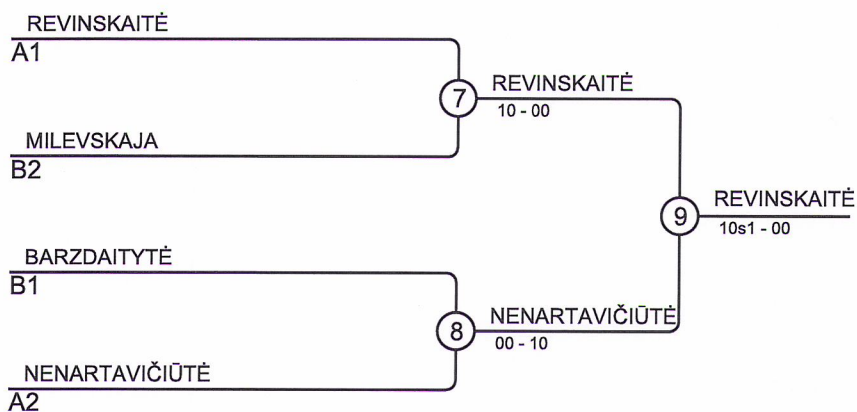 REVINSKAITĖ
A1
7
REVINSKAITĖ
10 - 00
MILEVSKAJA
B2
9
REVINSKAITĖ
10s1 - 00
BARZDAITYTĖ
B1
8
NENARTAVIČIŪTĖ
00 - 10
NENARTAVIČIŪTĖ
A2